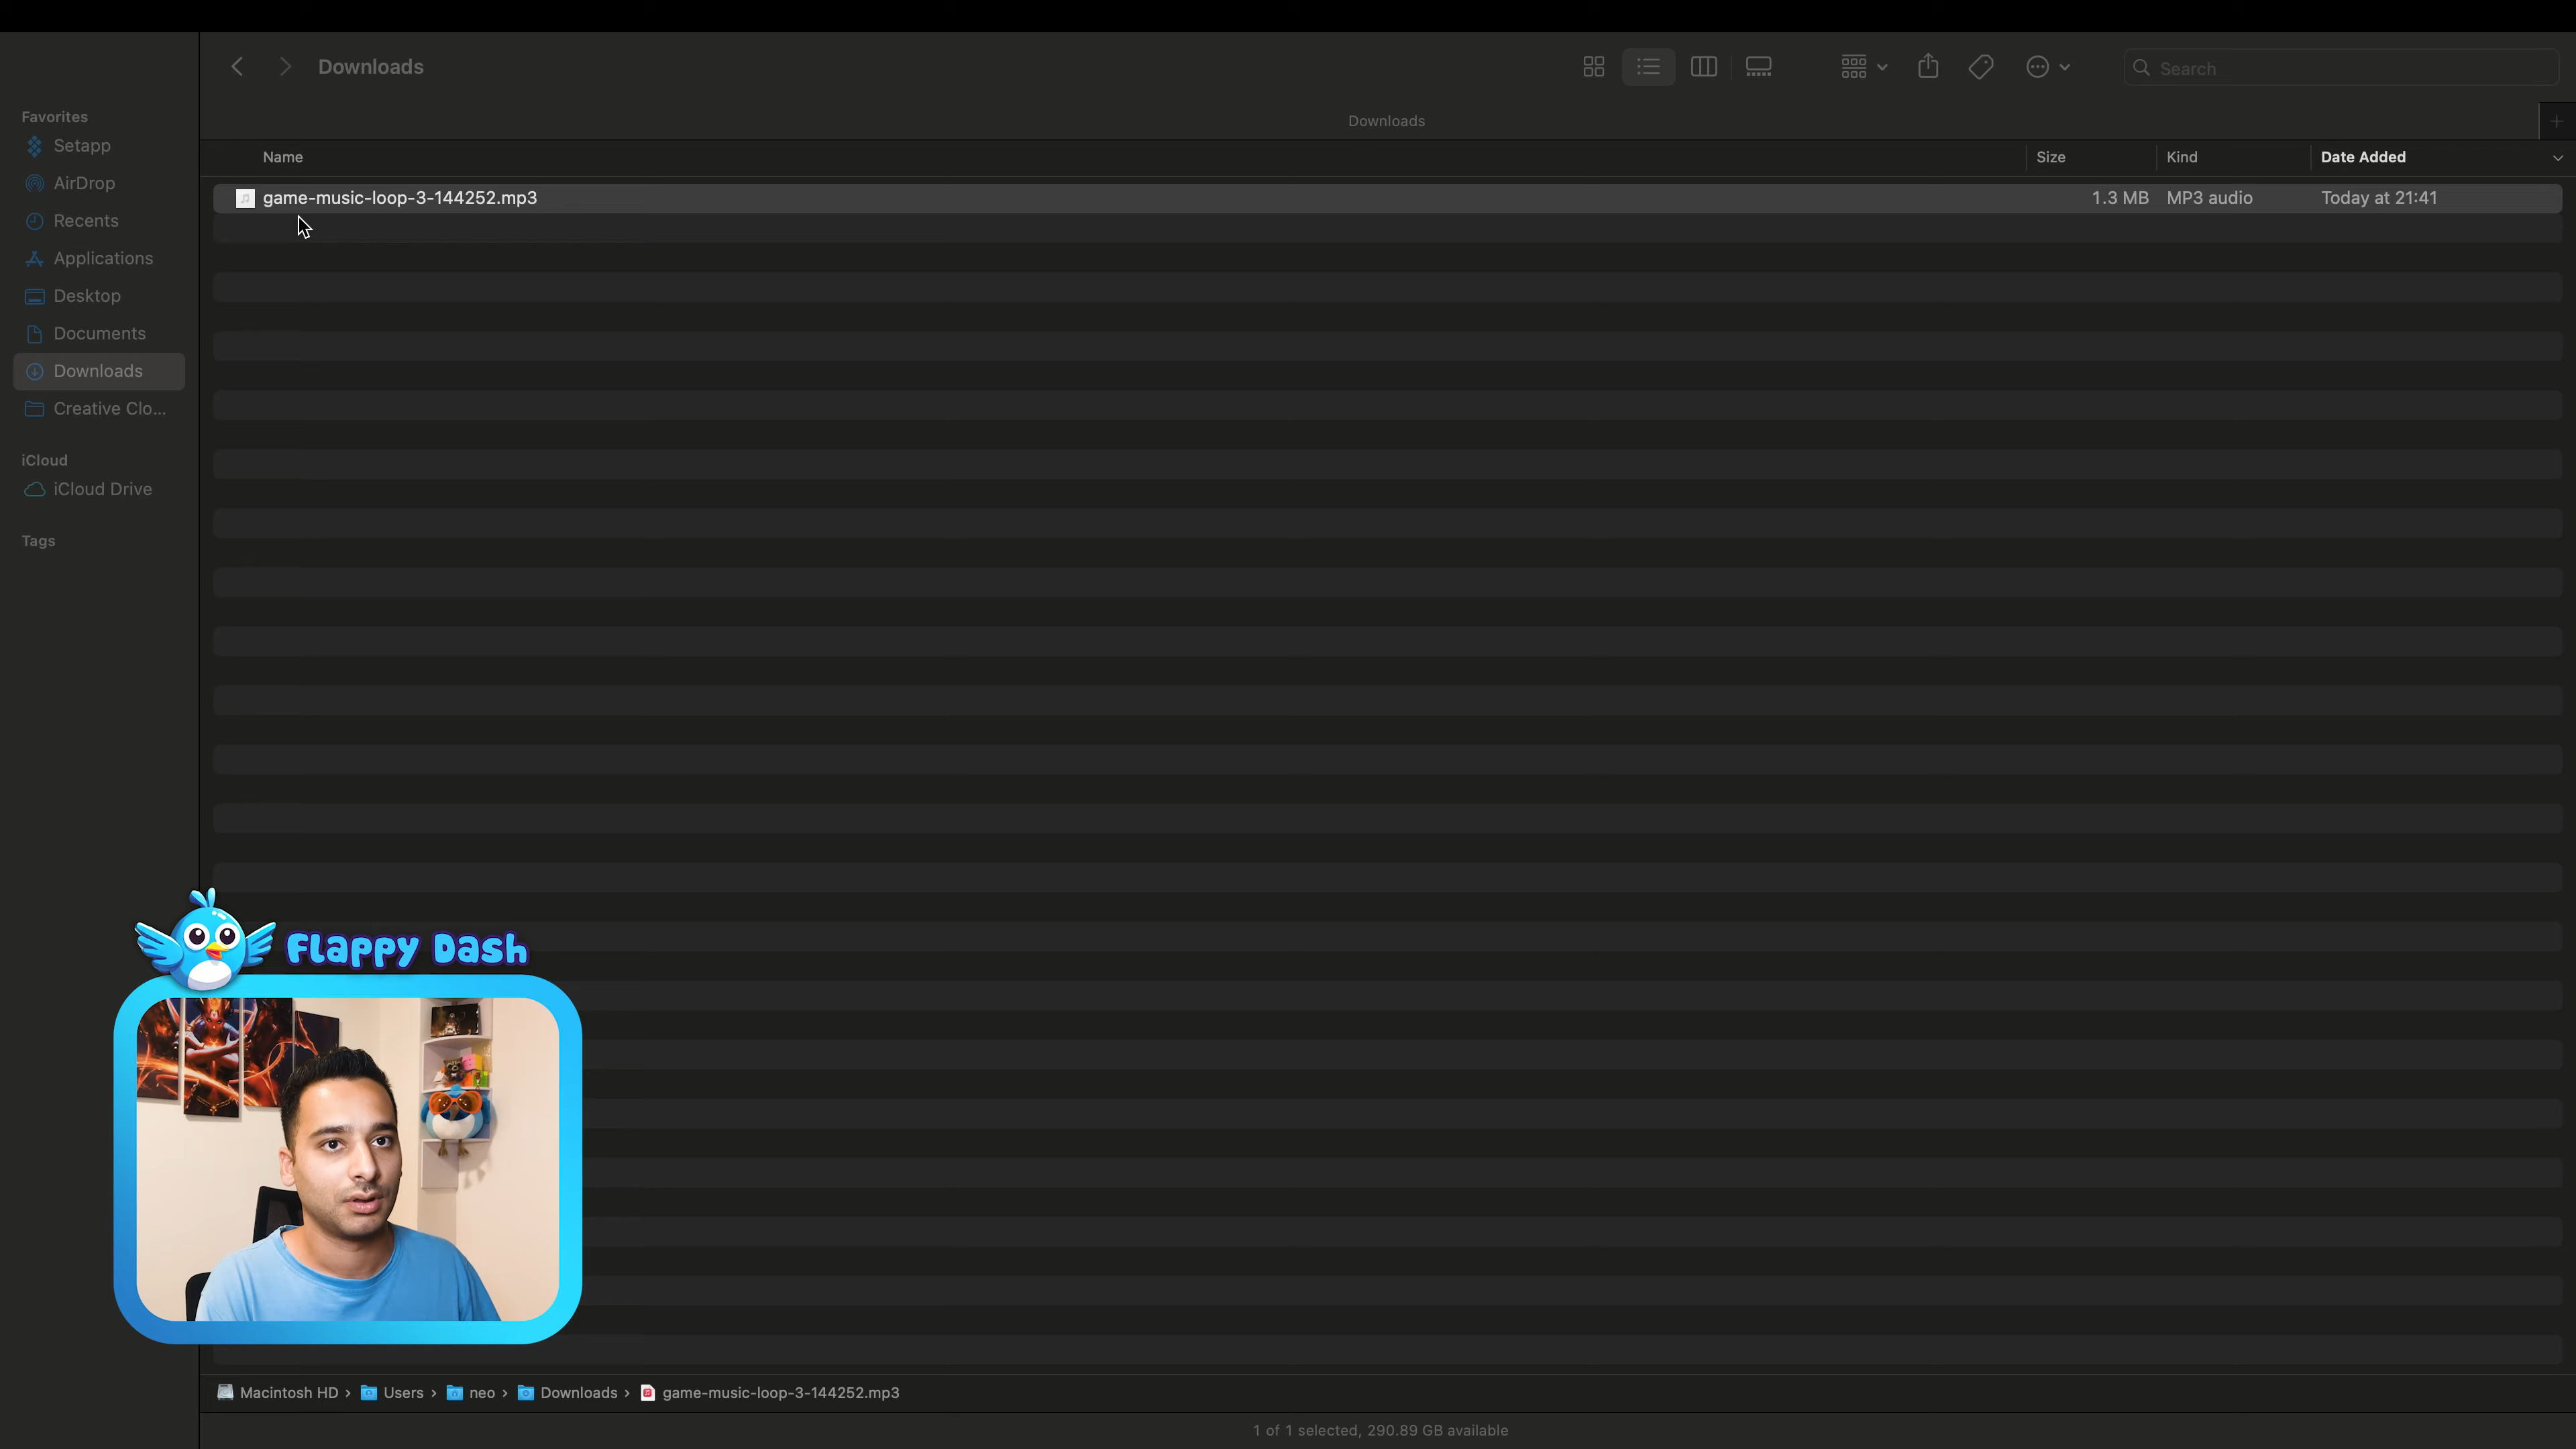 Downloads
Search
Favorites
Setapp
AirDrop
Recents
Applications
Desktop
Documents
Downloads
Creative Clo...
iCloud
iCloud Drive
Tags
Downloads
Name Size Kind Date Added
game-music-loop-3-144252.mp3 1.3 MB MP3 audio Today at 21:41
Flappy Dash
Macintosh HD › Users › neo › Downloads › game-music-loop-3-144252.mp3
1 of 1 selected, 290.89 GB available